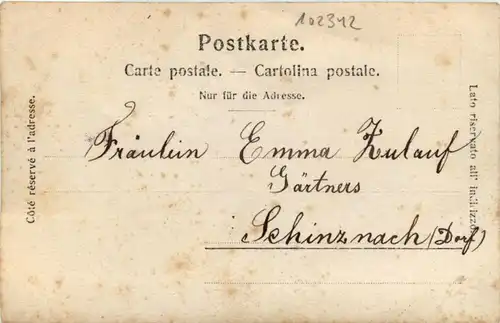 102342
Postkarte.
Carte postale. — Cartolina postale.
Nur für die Adresse.
Côté réservé à l'adresse.
Lato riservato all' indirizzo.
Fräulein Emma Zulauf
Gärtners
Schinznach (Dorf)